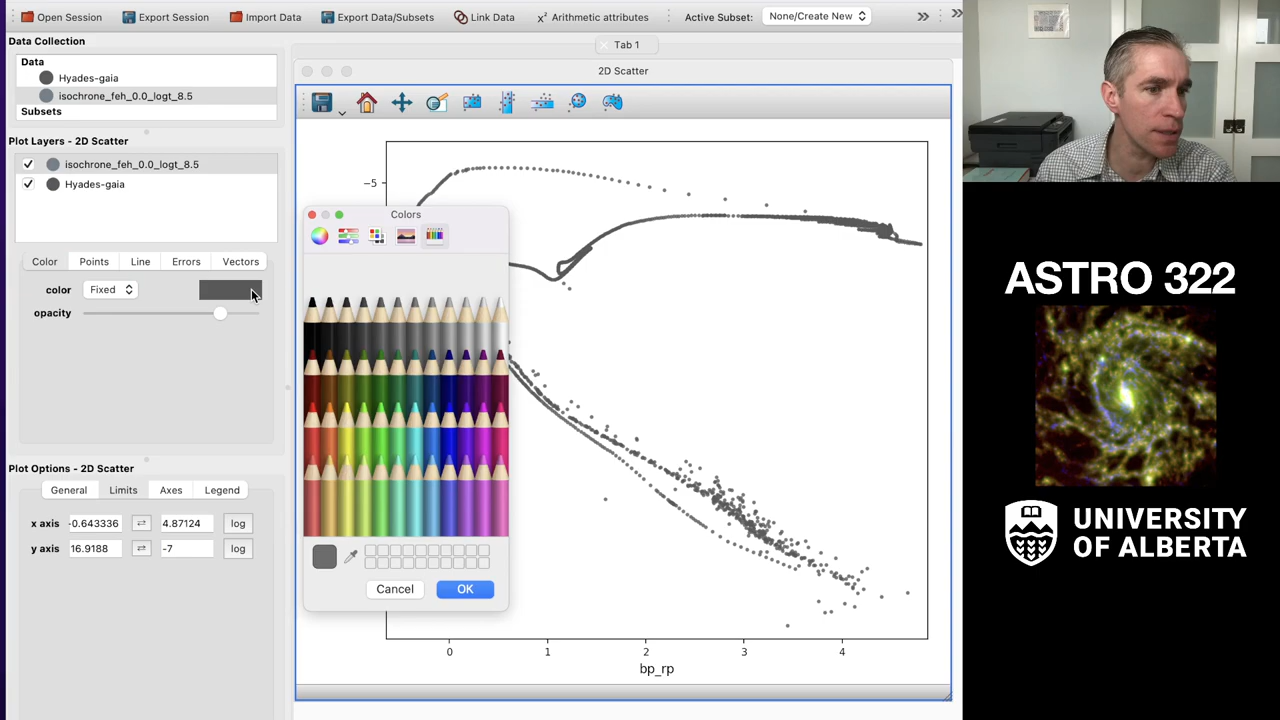 Open Session
Export Session
Import Data
Export Data/Subsets
Link Data
x² Arithmetic attributes
Active Subset:
None/Create New
»
»
Data Collection
Data
Hyades-gaia
isochrone_feh_0.0_logt_8.5
Subsets
Plot Layers - 2D Scatter
isochrone_feh_0.0_logt_8.5
Hyades-gaia
Color
Points
Line
Errors
Vectors
color
Fixed
opacity
Plot Options - 2D Scatter
General
Limits
Axes
Legend
x axis
-0.643336
4.87124
log
y axis
16.9188
-7
log
Tab 1
2D Scatter
-5
Colors
Cancel
OK
0
1
2
3
4
bp_rp
ASTRO 322
UNIVERSITY
OF ALBERTA